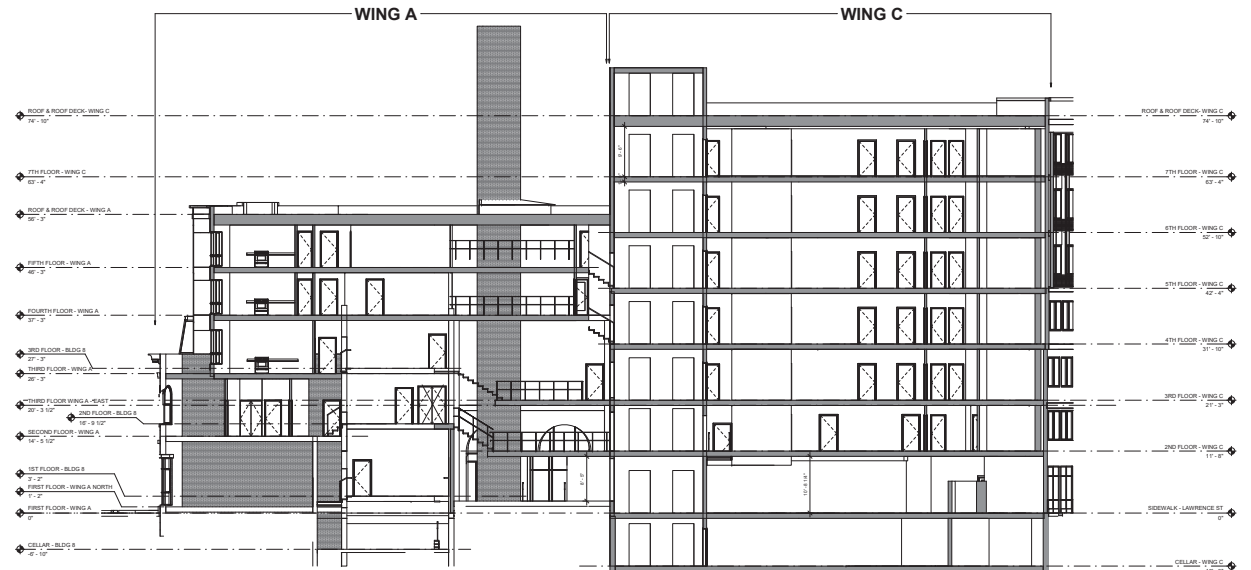 WING A
WING C
ROOF & ROOF DECK- WING C
74' - 10"
7TH FLOOR - WING C
63' - 4"
ROOF & ROOF DECK - WING A
56' - 3"
FIFTH FLOOR - WING A
46' - 3"
FOURTH FLOOR - WING A
37' - 3"
3RD FLOOR - BLDG 8
27' - 3"
THIRD FLOOR - WING A
26' - 3"
THIRD FLOOR WING A -EAST
20' - 3 1/2"
2ND FLOOR - BLDG 8
16' - 9 1/2"
SECOND FLOOR - WING A
14' - 5 1/2"
1ST FLOOR - BLDG 8
3' - 2"
FIRST FLOOR - WING A NORTH
1' - 2"
FIRST FLOOR - WING A
0"
CELLAR - BLDG 8
-6' - 10"
9' - 6"
10'-8 1/4"
ROOF & ROOF DECK- WING C
74' - 10"
7TH FLOOR - WING C
63' - 4"
6TH FLOOR - WING C
52' - 10"
5TH FLOOR - WING C
42' - 4"
4TH FLOOR - WING C
31' - 10"
3RD FLOOR - WING C
21' - 3"
2ND FLOOR - WING C
11' - 8"
SIDEWALK - LAWRENCE ST
0"
CELLAR - WING C